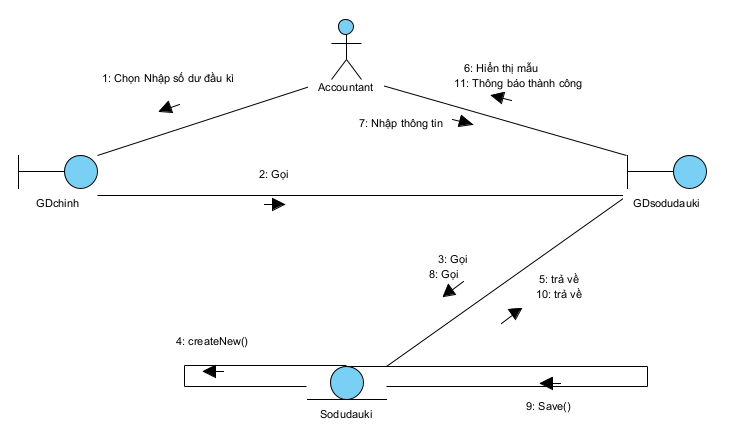 6: Hiển thị mẫu
1: Chọn Nhập số dư đầu kì
11: Thông báo thành công
Accountant
7: Nhập thông tin
2: Gọi
GDchinh
GDsodudauki
3: Gọi
8: Gọi
5: trả về
10: trả về
4: createNew()
9: Save()
Sodudauki